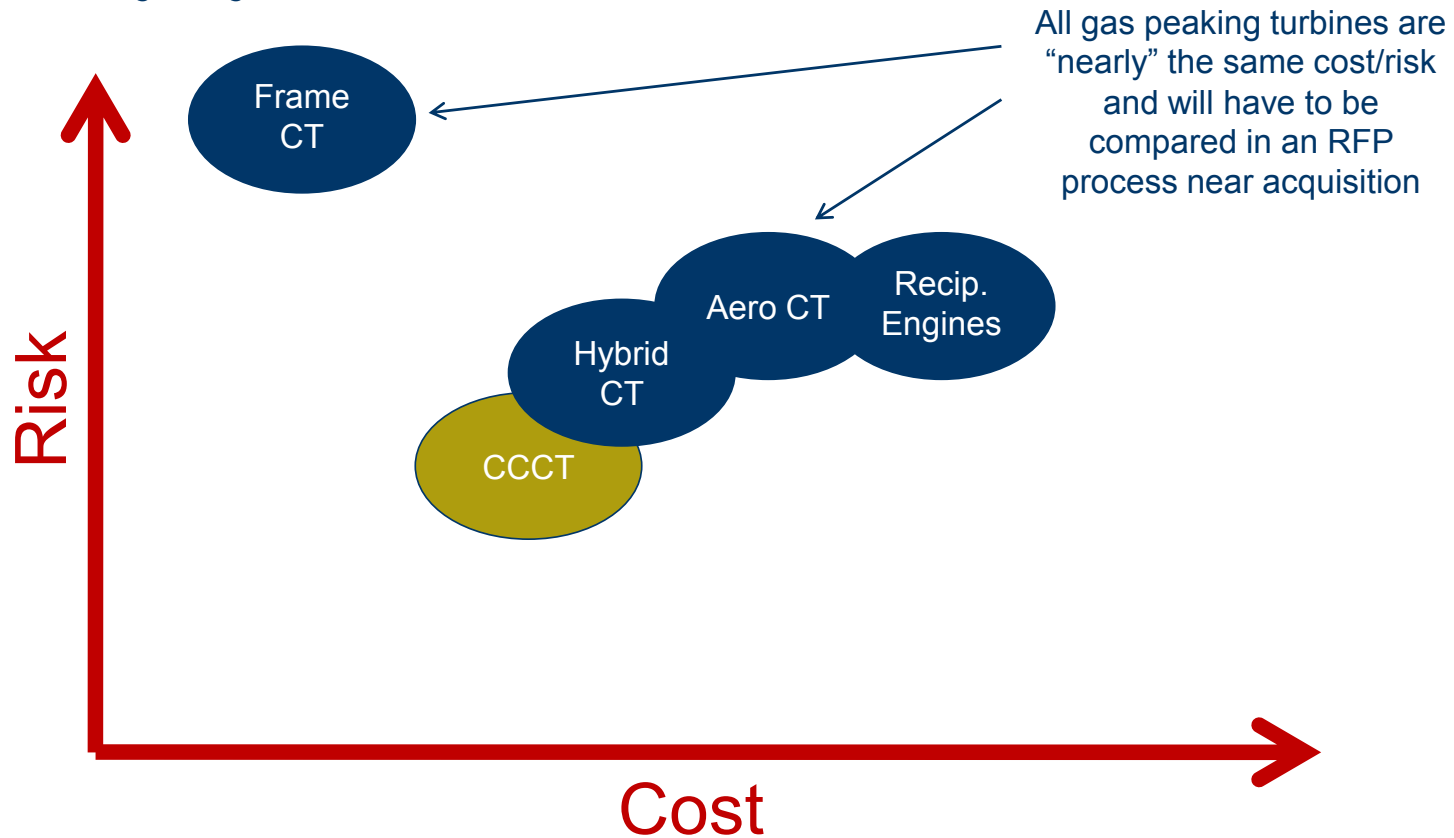 All gas peaking turbines are
“nearly” the same cost/risk
and will have to be
compared in an RFP
process near acquisition
Frame
CT
Aero CT
Recip.
Engines
Hybrid
CT
CCCT
Risk
Cost